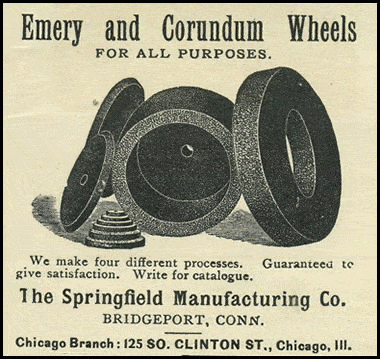 Emery and Corundum Wheels
FOR ALL PURPOSES.
We make four different processes. Guaranteed to
give satisfaction. Write for catalogue.
The Springfield Manufacturing Co.
BRIDGEPORT, CONN.
Chicago Branch: 125 SO. CLINTON ST., Chicago, Ill.